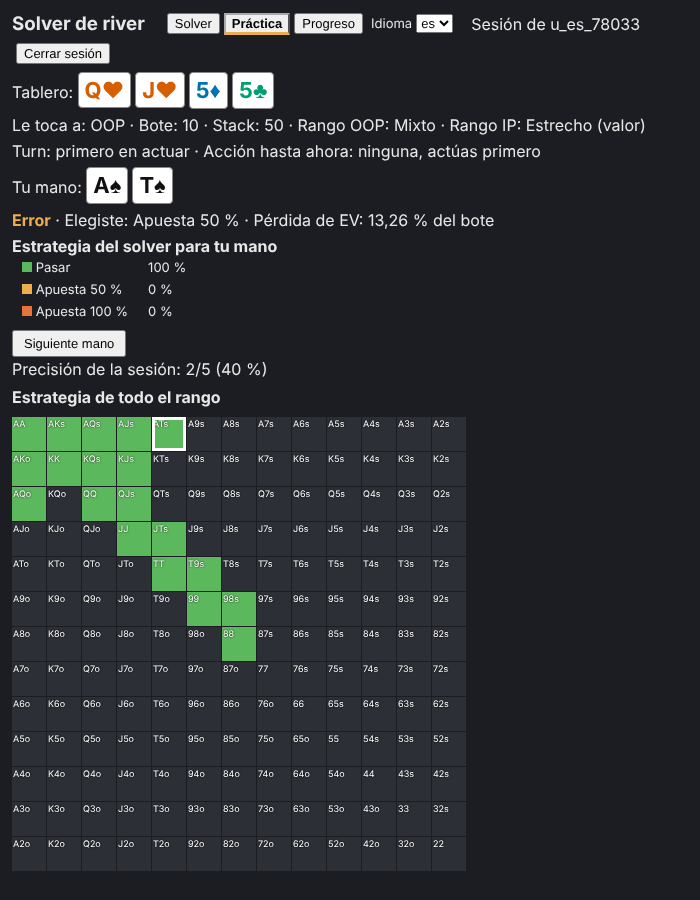 Solver de river Solver Práctica Progreso Idioma es Sesión de u_es_78033
Cerrar sesión
Tablero: Q♥ J♥ 5♦ 5♣
Le toca a: OOP · Bote: 10 · Stack: 50 · Rango OOP: Mixto · Rango IP: Estrecho (valor)
Turn: primero en actuar · Acción hasta ahora: ninguna, actúas primero
Tu mano: A♠ T♠
Error · Elegiste: Apuesta 50 % · Pérdida de EV: 13,26 % del bote
Estrategia del solver para tu mano
Pasar 100 %
Apuesta 50 % 0 %
Apuesta 100 % 0 %
Siguiente mano
Precisión de la sesión: 2/5 (40 %)
Estrategia de todo el rango
AA AKs AQs AJs ATs A9s A8s A7s A6s A5s A4s A3s A2s
AKo KK KQs KJs KTs K9s K8s K7s K6s K5s K4s K3s K2s
AQo KQo QQ QJs QTs Q9s Q8s Q7s Q6s Q5s Q4s Q3s Q2s
AJo KJo QJo JJ JTs J9s J8s J7s J6s J5s J4s J3s J2s
ATo KTo QTo JTo TT T9s T8s T7s T6s T5s T4s T3s T2s
A9o K9o Q9o J9o T9o 99 98s 97s 96s 95s 94s 93s 92s
A8o K8o Q8o J8o T8o 98o 88 87s 86s 85s 84s 83s 82s
A7o K7o Q7o J7o T7o 97o 87o 77 76s 75s 74s 73s 72s
A6o K6o Q6o J6o T6o 96o 86o 76o 66 65s 64s 63s 62s
A5o K5o Q5o J5o T5o 95o 85o 75o 65o 55 54s 53s 52s
A4o K4o Q4o J4o T4o 94o 84o 74o 64o 54o 44 43s 42s
A3o K3o Q3o J3o T3o 93o 83o 73o 63o 53o 43o 33 32s
A2o K2o Q2o J2o T2o 92o 82o 72o 62o 52o 42o 32o 22